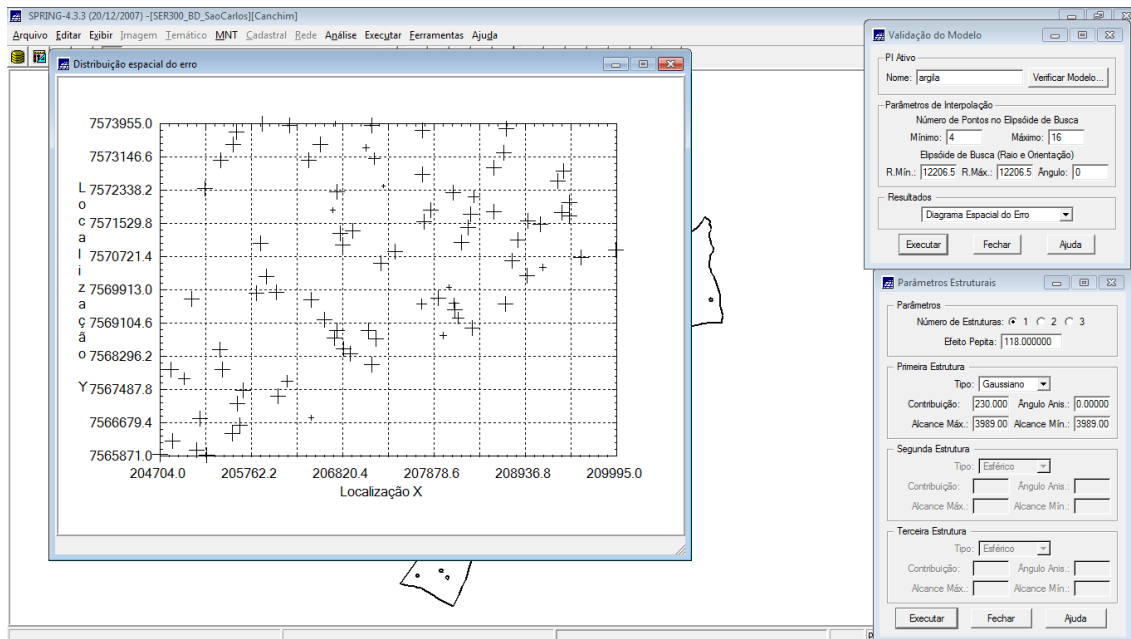 SPRING-4.3.3 (20/12/2007) -[SER300_BD_SaoCarlos][Canchim]
Arquivo Editar Exibir Imagem Temático MNT Cadastral Rede Análise Executar Ferramentas Ajuda
Distribuição espacial do erro
7573955.0
7573146.6
7572338.2
7571529.8
7570721.4
7569913.0
7569104.6
7568296.2
7567487.8
7566679.4
7565871.0
Localização Y
204704.0 205762.2 206820.4 207878.6 208936.8 209995.0
Localização X
Validação do Modelo
PI Ativo
Nome: argila Verificar Modelo...
Parâmetros de Interpolação
Número de Pontos no Elipsóide de Busca
Mínimo: 4 Máximo: 16
Elipsóide de Busca (Raio e Orientação)
R.Mín.: 12206.5 R.Máx.: 12206.5 Ângulo: 0
Resultados
Diagrama Espacial do Erro
Executar Fechar Ajuda
Parâmetros Estruturais
Parâmetros
Número de Estruturas: 1 2 3
Efeito Pepita: 118.000000
Primeira Estrutura
Tipo: Gaussiano
Contribuição: 230.000 Ângulo Anis.: 0.00000
Alcance Máx.: 3989.00 Alcance Mín.: 3989.00
Segunda Estrutura
Tipo: Esférico
Contribuição: Ângulo Anis.:
Alcance Máx.: Alcance Mín.:
Terceira Estrutura
Tipo: Esférico
Contribuição: Ângulo Anis.:
Alcance Máx.: Alcance Mín.:
Executar Fechar Ajuda